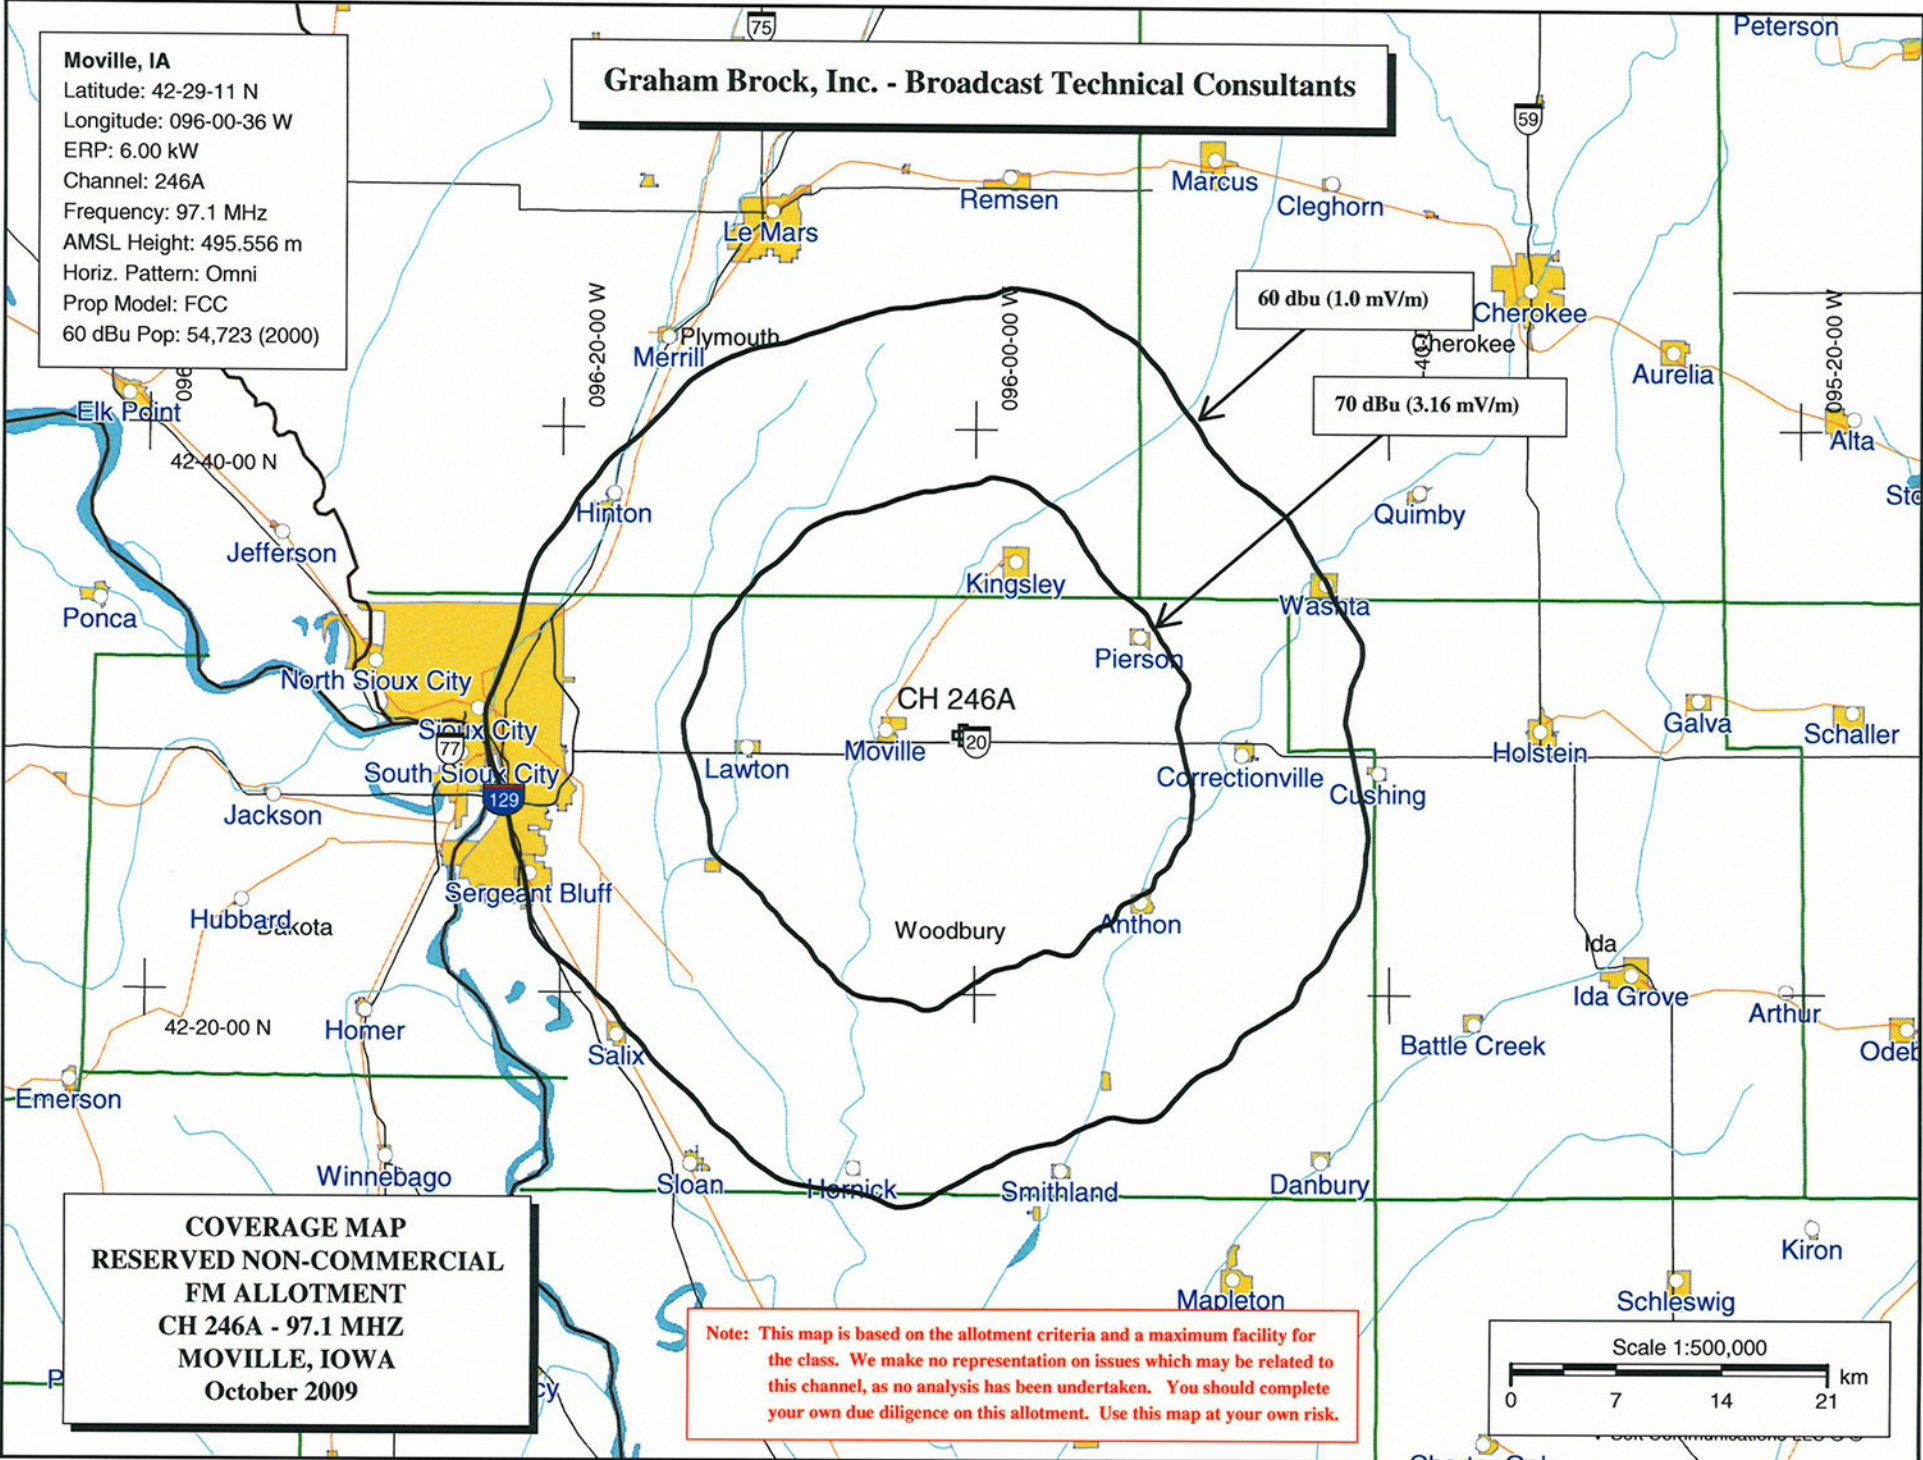 Moville, IA
Latitude: 42-29-11 N
Longitude: 096-00-36 W
ERP: 6.00 kW
Channel: 246A
Frequency: 97.1 MHz
AMSL Height: 495.556 m
Horiz. Pattern: Omni
Prop Model: FCC
60 dBu Pop: 54,723 (2000)
Graham Brock, Inc. - Broadcast Technical Consultants
75
59
Peterson
Le Mars
Remsen
Marcus
Cleghorn
60 dbu (1.0 mV/m)
Cherokee
Cherokee
Plymouth
Merrill
096-20-00 W
096-00-00 W
095-20-00 W
096
-40-
Aurelia
70 dBu (3.16 mV/m)
Elk Point
Alta
42-40-00 N
Hinton
Quimby
Jefferson
Kingsley
Washta
Ponca
Pierson
North Sioux City
CH 246A
Sioux City
77
20
Moville
Lawton
Galva
Schaller
Holstein
South Sioux City
129
Correctionville
Cushing
Jackson
Sergeant Bluff
Hubbard
Dakota
Woodbury
Anthon
Ida
Ida Grove
Arthur
42-20-00 N
Homer
Salix
Battle Creek
Odeb
Emerson
Winnebago
Sloan
Hornick
Smithland
Danbury
Kiron
Mapleton
Schleswig
COVERAGE MAP
RESERVED NON-COMMERCIAL
FM ALLOTMENT
CH 246A - 97.1 MHZ
MOVILLE, IOWA
October 2009
P
cy
Note: This map is based on the allotment criteria and a maximum facility for
the class. We make no representation on issues which may be related to
this channel, as no analysis has been undertaken. You should complete
your own due diligence on this allotment. Use this map at your own risk.
Scale 1:500,000
km
0 7 14 21